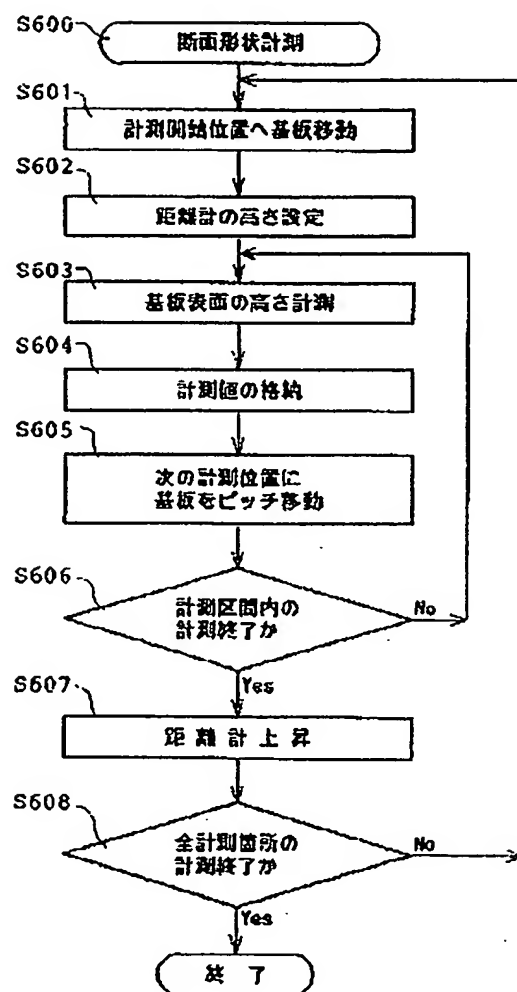 S600
断面形状計測
S601
計測開始位置へ基板移動
S602
距離計の高さ設定
S603
基板表面の高さ計測
S604
計測値の格納
S605
次の計測位置に
基板をピッチ移動
S606
計測区間内の
計測終了か
No
Yes
S607
距離計上昇
S608
全計測箇所の
計測終了か
No
Yes
終了